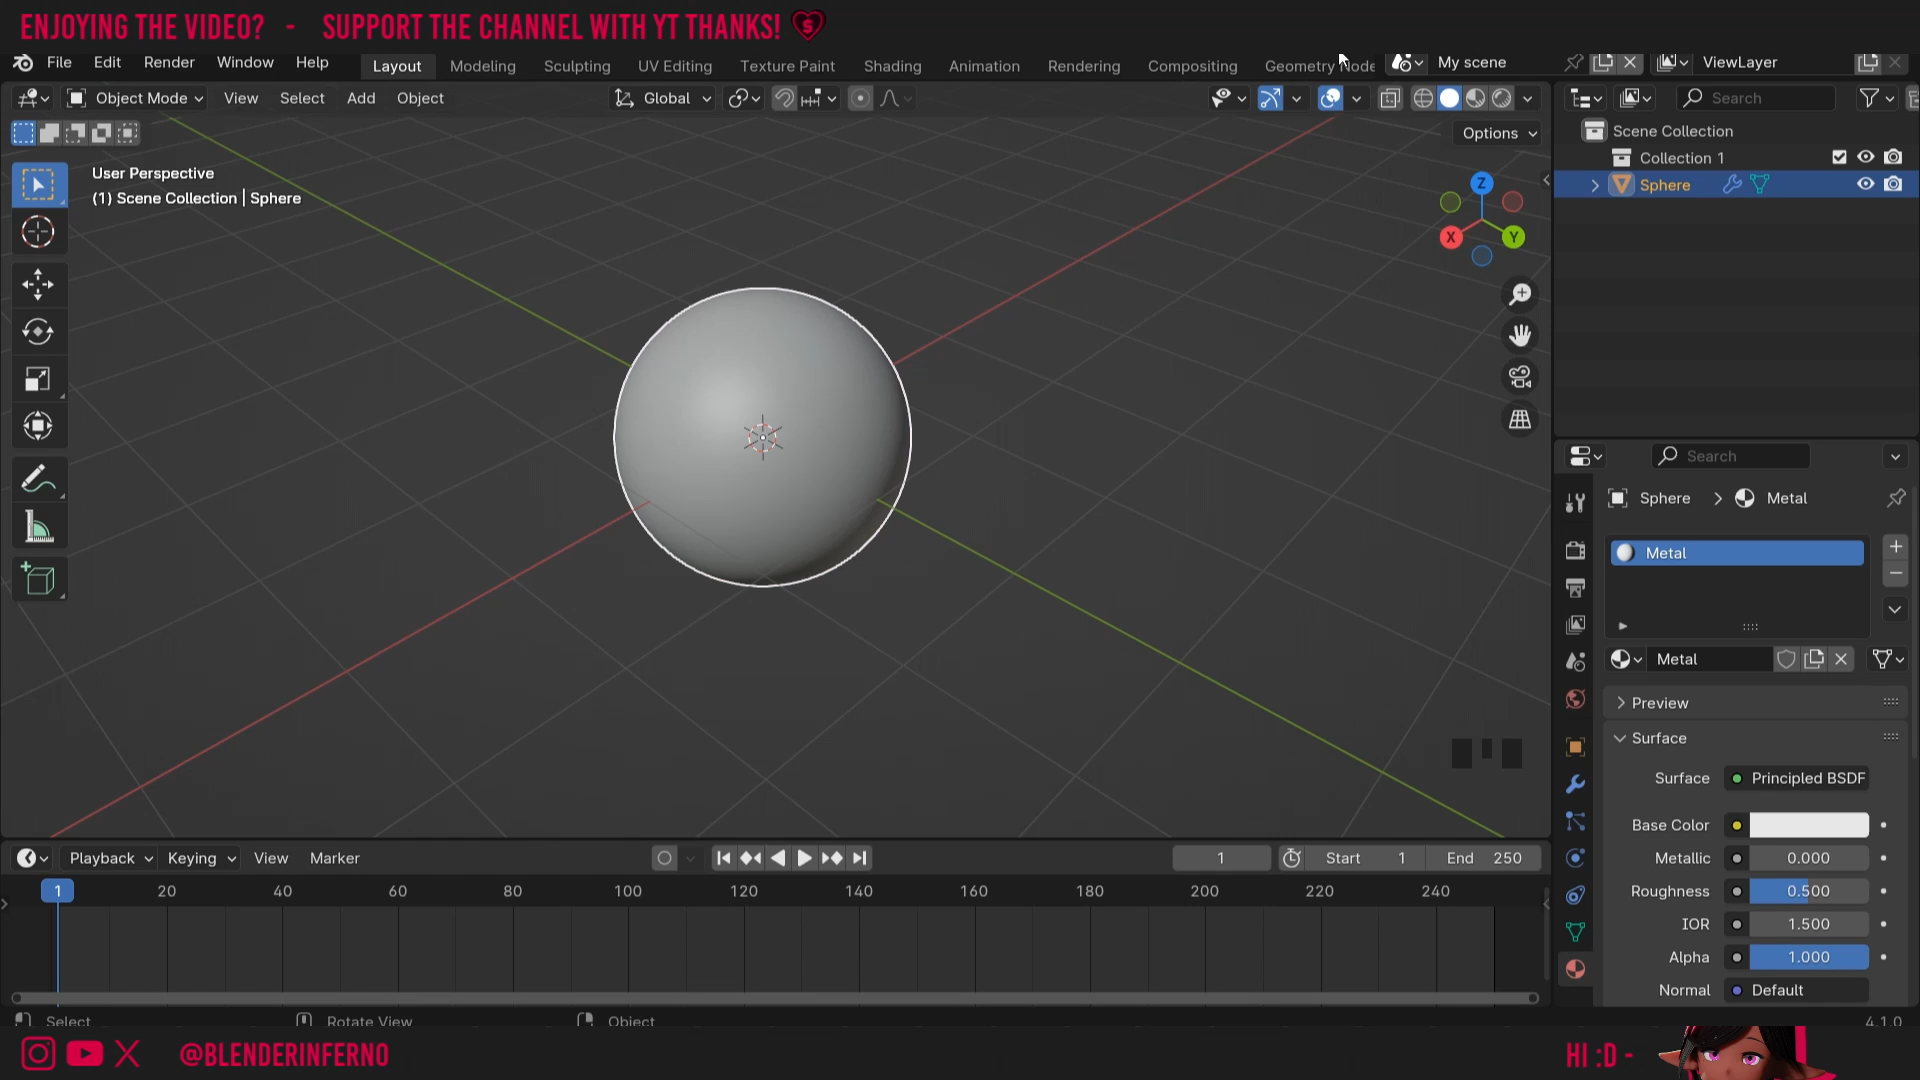 ENJOYING THE VIDEO? - SUPPORT THE CHANNEL WITH YT THANKS!
File Edit Render Window Help Layout Modeling Sculpting UV Editing Texture Paint Shading Animation Rendering Compositing Geometry Node My scene ViewLayer
Object Mode View Select Add Object Global Search
Options
User Perspective
(1) Scene Collection | Sphere
Z
X
Y
Scene Collection
Collection 1
Sphere
Search
Sphere > Metal
Metal
Metal
Preview
Surface
Surface Principled BSDF
Base Color
Metallic 0.000
Roughness 0.500
IOR 1.500
Alpha 1.000
Normal Default
Playback Keying View Marker 1 Start 1 End 250
1 20 40 60 80 100 120 140 160 180 200 220 240
Select Rotate View Object 4.1.0
@BLENDERINFERNO
HI :D -